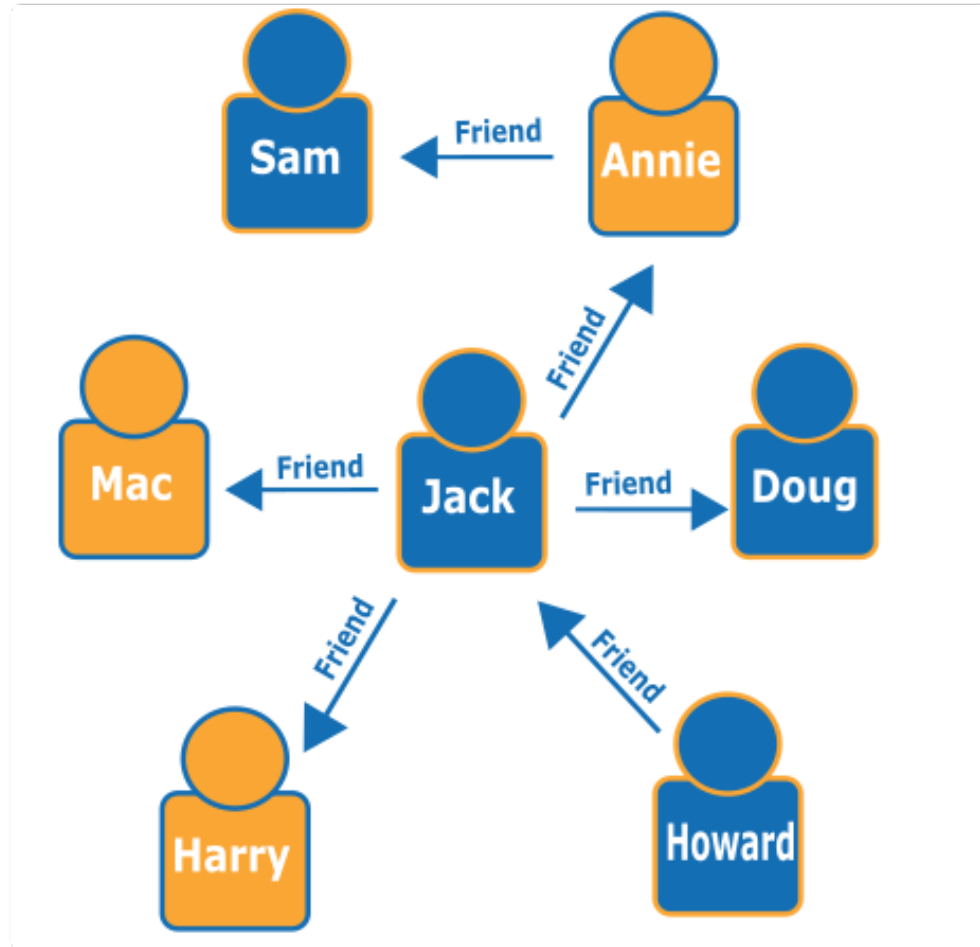 Friend
Sam
Annie
Friend
Friend
Mac
Jack
Friend
Doug
Friend
Friend
Harry
Howard